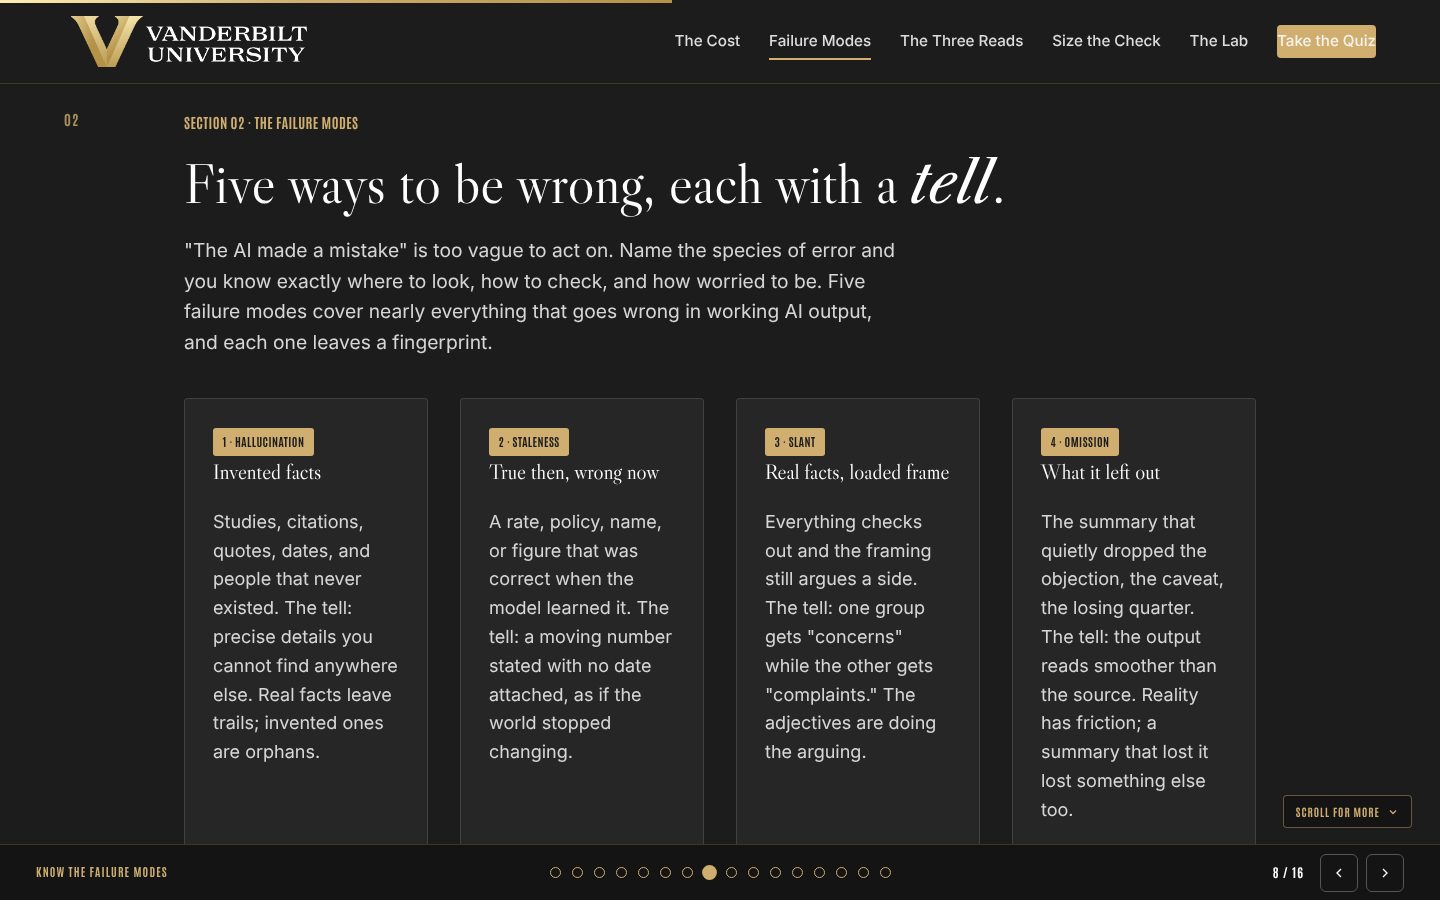 VANDERBILT
UNIVERSITY
The Cost
Failure Modes
The Three Reads
Size the Check
The Lab
Take the Quiz
02
SECTION 02 · THE FAILURE MODES
Five ways to be wrong, each with a tell.
"The AI made a mistake" is too vague to act on. Name the species of error and
you know exactly where to look, how to check, and how worried to be. Five
failure modes cover nearly everything that goes wrong in working AI output,
and each one leaves a fingerprint.
1 · HALLUCINATION
Invented facts
Studies, citations,
quotes, dates, and
people that never
existed. The tell:
precise details you
cannot find anywhere
else. Real facts leave
trails; invented ones
are orphans.
2 · STALENESS
True then, wrong now
A rate, policy, name,
or figure that was
correct when the
model learned it. The
tell: a moving number
stated with no date
attached, as if the
world stopped
changing.
3 · SLANT
Real facts, loaded frame
Everything checks
out and the framing
still argues a side.
The tell: one group
gets "concerns"
while the other gets
"complaints." The
adjectives are doing
the arguing.
4 · OMISSION
What it left out
The summary that
quietly dropped the
objection, the caveat,
the losing quarter.
The tell: the output
reads smoother than
the source. Reality
has friction; a
summary that lost it
lost something else
too.
SCROLL FOR MORE
KNOW THE FAILURE MODES
8 / 16